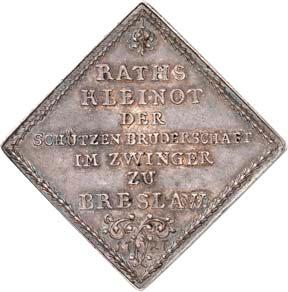 RATHS
KLEINOT
DER
SCHÜTZEN BRUDERSCHAFT
IM ZWINGER
ZU
BRESLAW.